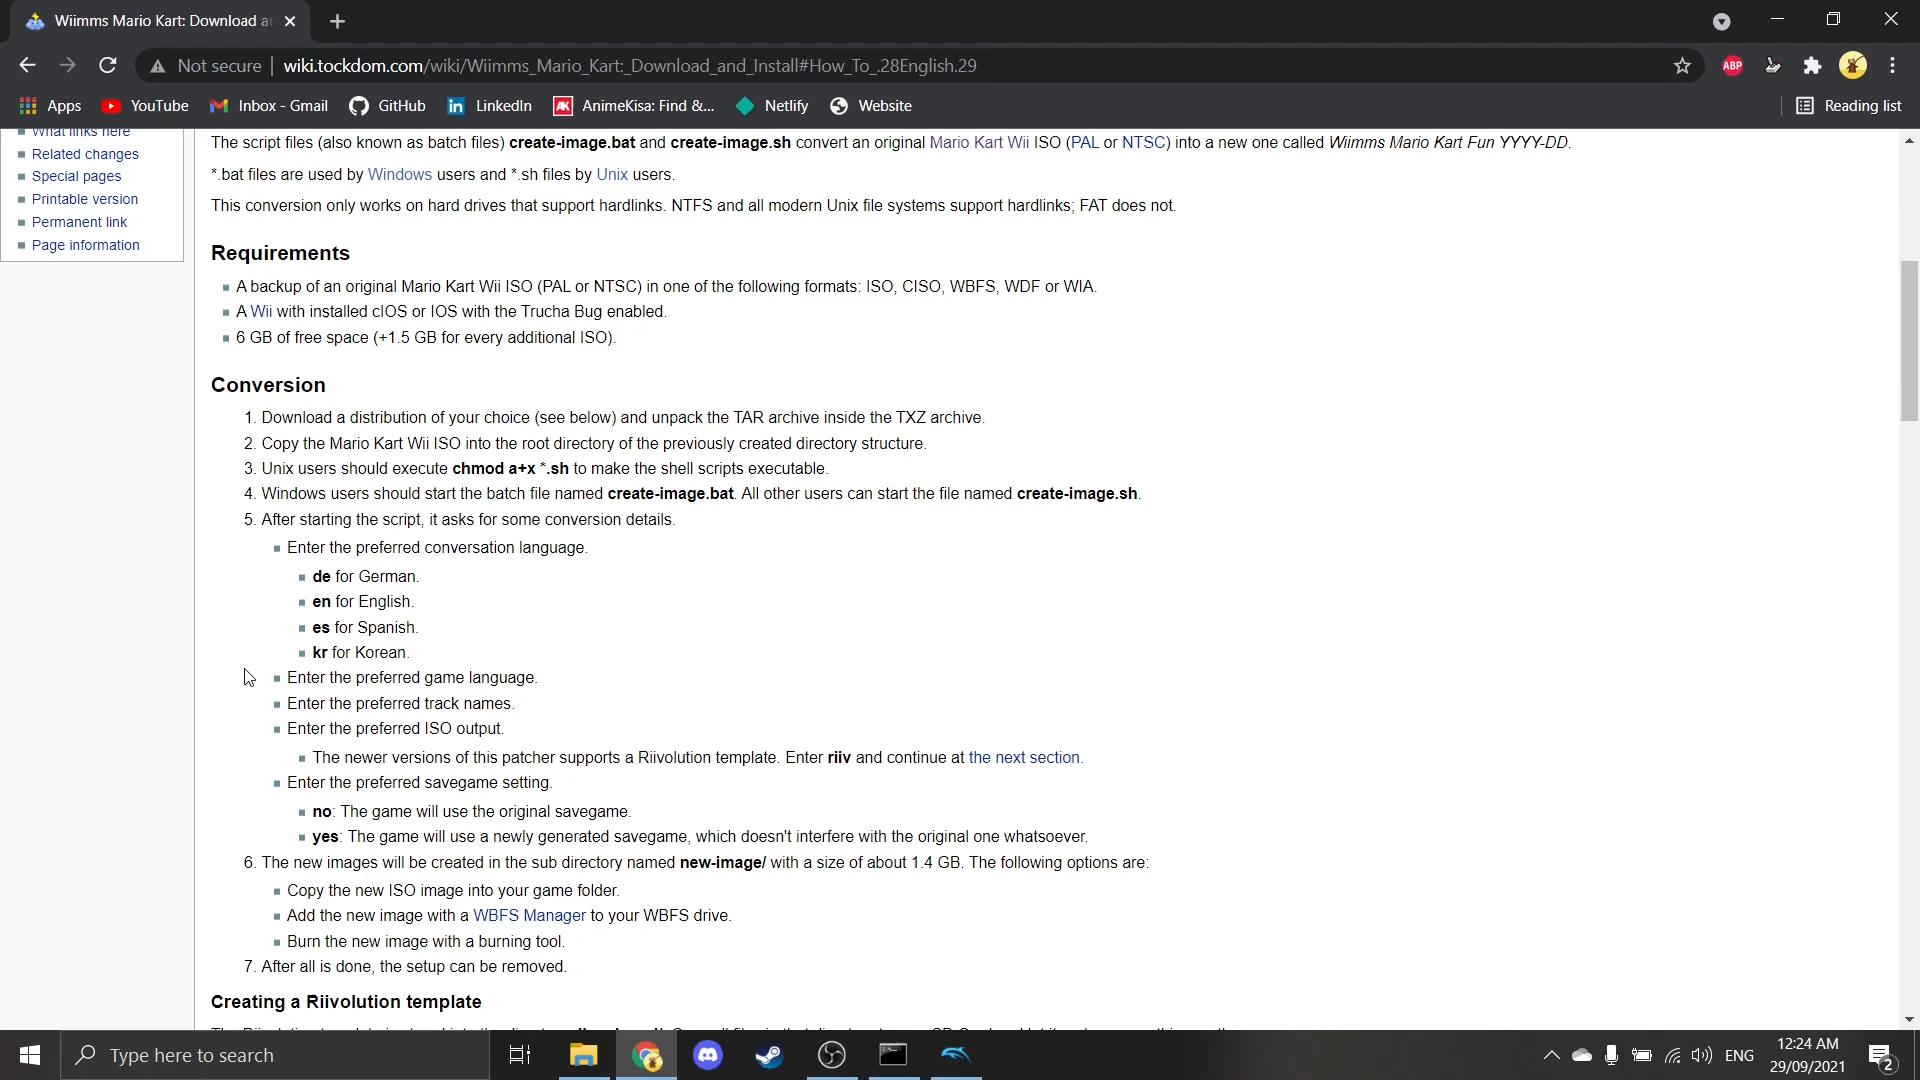 Wiimms Mario Kart: Download a
Not secure | wiki.tockdom.com/wiki/Wiimms_Mario_Kart:_Download_and_Install#How_To_.28English.29
ABP
Apps YouTube Inbox - Gmail GitHub LinkedIn AnimeKisa: Find &... Netlify Website Reading list
What links here
Related changes
Special pages
Printable version
Permanent link
Page information
The script files (also known as batch files) create-image.bat and create-image.sh convert an original Mario Kart Wii ISO (PAL or NTSC) into a new one called Wiimms Mario Kart Fun YYYY-DD.
*.bat files are used by Windows users and *.sh files by Unix users.
This conversion only works on hard drives that support hardlinks. NTFS and all modern Unix file systems support hardlinks; FAT does not.
Requirements
A backup of an original Mario Kart Wii ISO (PAL or NTSC) in one of the following formats: ISO, CISO, WBFS, WDF or WIA.
A Wii with installed cIOS or IOS with the Trucha Bug enabled.
6 GB of free space (+1.5 GB for every additional ISO).
Conversion
1. Download a distribution of your choice (see below) and unpack the TAR archive inside the TXZ archive.
2. Copy the Mario Kart Wii ISO into the root directory of the previously created directory structure.
3. Unix users should execute chmod a+x *.sh to make the shell scripts executable.
4. Windows users should start the batch file named create-image.bat. All other users can start the file named create-image.sh.
5. After starting the script, it asks for some conversion details.
Enter the preferred conversation language.
de for German.
en for English.
es for Spanish.
kr for Korean.
Enter the preferred game language.
Enter the preferred track names.
Enter the preferred ISO output.
The newer versions of this patcher supports a Riivolution template. Enter riiv and continue at the next section.
Enter the preferred savegame setting.
no: The game will use the original savegame.
yes: The game will use a newly generated savegame, which doesn't interfere with the original one whatsoever.
6. The new images will be created in the sub directory named new-image/ with a size of about 1.4 GB. The following options are:
Copy the new ISO image into your game folder.
Add the new image with a WBFS Manager to your WBFS drive.
Burn the new image with a burning tool.
7. After all is done, the setup can be removed.
Creating a Riivolution template
Type here to search
ENG
12:24 AM
29/09/2021
2